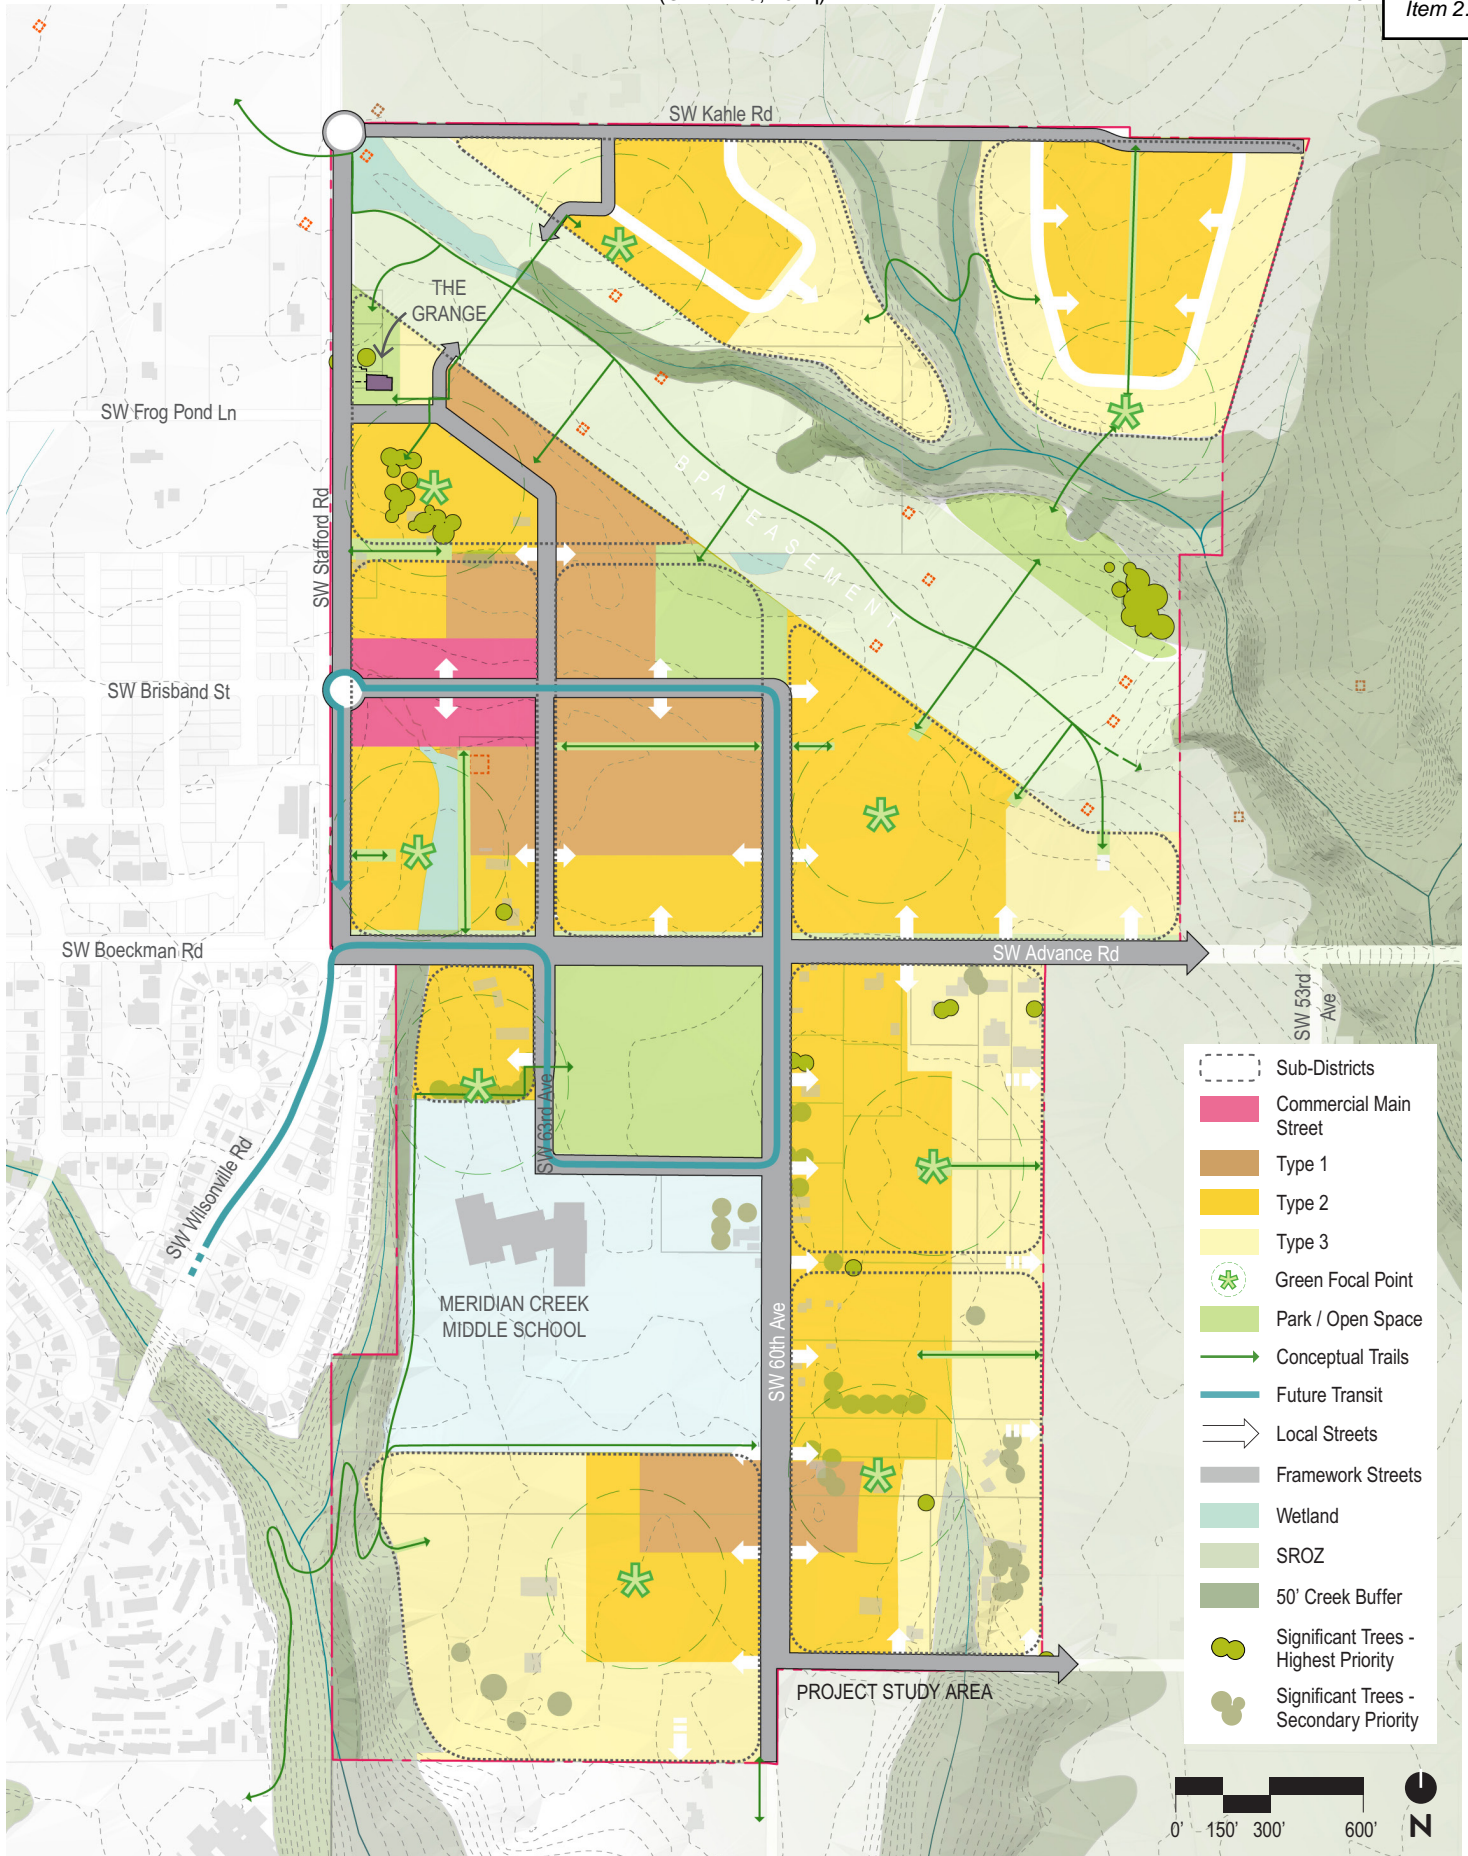 Item 2.
SW Kahle Rd
THE
GRANGE
SW Frog Pond Ln
SW Stafford Rd
BPA EASEMENT
SW Brisband St
SW Boeckman Rd
SW Advance Rd
SW 53rd
Ave
SW 63rd Ave
SW Wilsonville Rd
MERIDIAN CREEK
MIDDLE SCHOOL
SW 60th Ave
PROJECT STUDY AREA
Sub-Districts
Commercial Main
Street
Type 1
Type 2
Type 3
Green Focal Point
Park / Open Space
Conceptual Trails
Future Transit
Local Streets
Framework Streets
Wetland
SROZ
50' Creek Buffer
Significant Trees -
Highest Priority
Significant Trees -
Secondary Priority
0' 150' 300' 600'
N